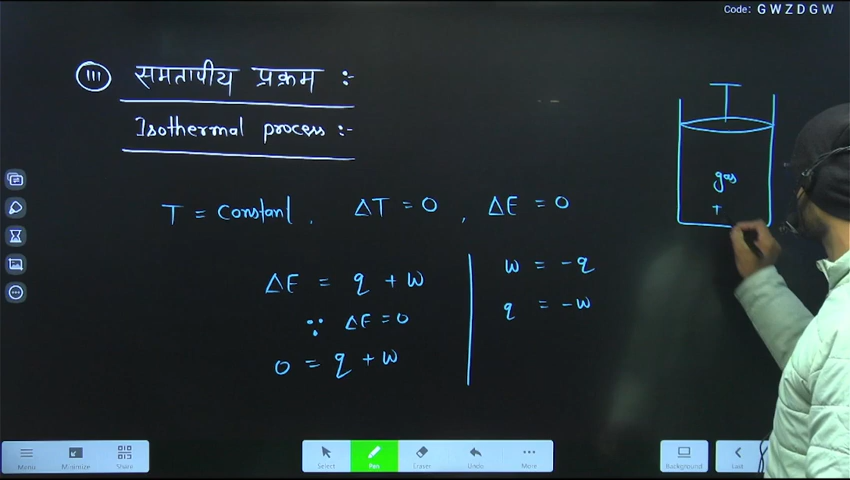 Code: G W Z D G W
(iii) समतापीय प्रक्रम :-
Isothermal process :-
T = Constant, ΔT = 0, ΔE = 0
ΔE = q + w
∵ ΔE = 0
0 = q + w
w = -q
q = -w
gas
T
Menu
Minimize
Share
Select
Pen
Eraser
Undo
More
Background
Last